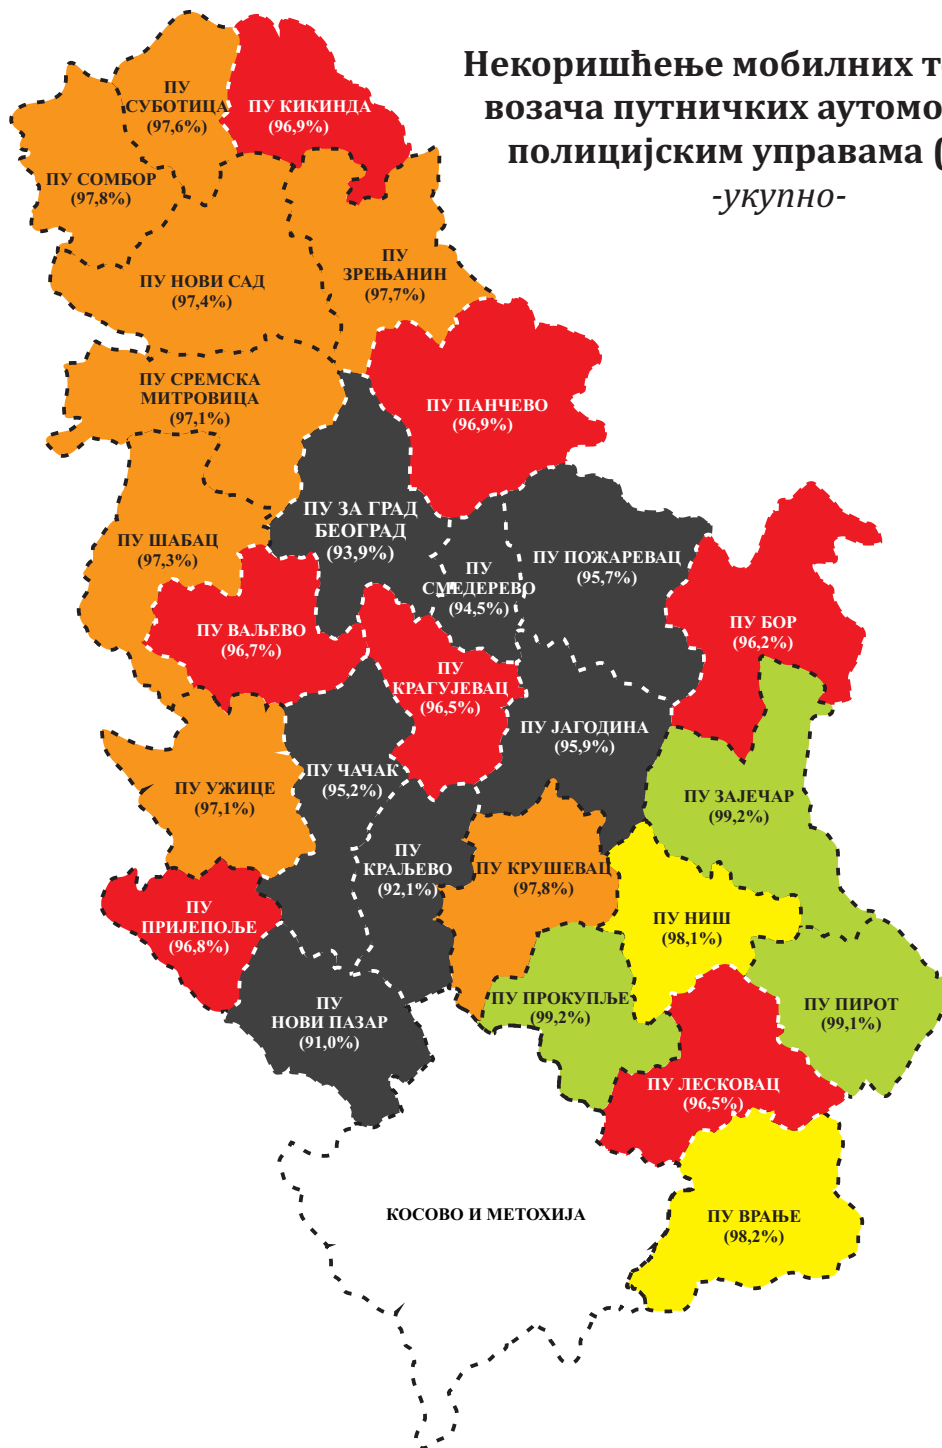 Некоришћење мобилних
возача путничких
полицијским управама
-укупно-
ПУ
СУБОТИЦА
(97,6%)
ПУ КИКИНДА
(96,9%)
ПУ СОМБОР
(97,8%)
ПУ НОВИ САД
(97,4%)
ПУ
ЗРЕЊАНИН
(97,7%)
ПУ СРЕМСКА
МИТРОВИЦА
(97,1%)
ПУ ПАНЧЕВО
(96,9%)
ПУ ЗА ГРАД
БЕОГРАД
(93,9%)
ПУ ШАБАЦ
(97,3%)
ПУ
СМЕДЕРЕВО
(94,5%)
ПУ ПОЖАРЕВАЦ
(95,7%)
ПУ ВАЉЕВО
(96,7%)
ПУ БОР
(96,2%)
ПУ
КРАГУЈЕВАЦ
(96,5%)
ПУ ЈАГОДИНА
(95,9%)
ПУ ЧАЧАК
(95,2%)
ПУ УЖИЦЕ
(97,1%)
ПУ ЗАЈЕЧАР
(99,2%)
ПУ
КРАЉЕВО
(92,1%)
ПУ КРУШЕВАЦ
(97,8%)
ПУ
ПРИЈЕПОЉЕ
(96,8%)
ПУ НИШ
(98,1%)
ПУ
НОВИ ПАЗАР
(91,0%)
ПУ ПРОКУПЉЕ
(99,2%)
ПУ ПИРОТ
(99,1%)
ПУ ЛЕСКОВАЦ
(96,5%)
КОСОВО И МЕТОХИЈА
ПУ ВРАЊЕ
(98,2%)